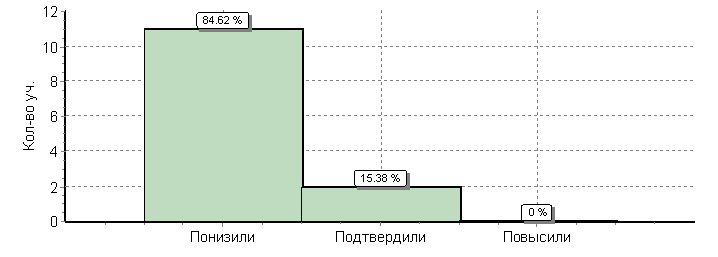 Кол-во уч.
12
10
8
6
4
2
0
84.62 %
15.38 %
0 %
Понизили
Подтвердили
Повысили